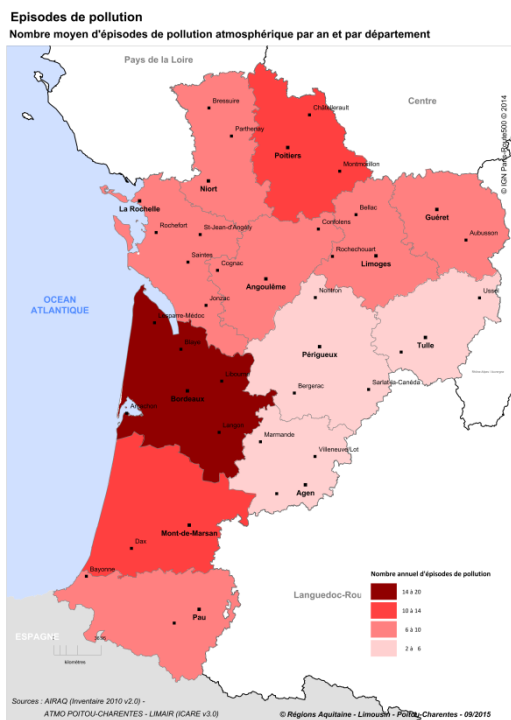 Episodes de pollution
Nombre moyen d'épisodes de pollution atmosphérique par an et par département
Pays de la Loire
Centre
© IGN Paris-Route500 © 2014
Bressuire
Châtellerault
Parthenay
Poitiers
Montmorillon
Niort
La Rochelle
Bellac
Guéret
Rochefort
St-Jean-d'Angély
Confolens
Aubusson
Saintes
Cognac
Rochechouart
Limoges
Angoulême
OCEAN
ATLANTIQUE
Jonzac
Nontron
Ussel
Lesparre-Médoc
Blaye
Périgueux
Tulle
Libourne
Bordeaux
Bergerac
Sarlat-la-Canéda
Arcachon
Langon
Marmande
Villeneuve/Lot
Agen
Mont-de-Marsan
Dax
Bayonne
Languedoc-Rou
Pau
ESPAGNE
kilomètres
Nombre annuel d'épisodes de pollution
14 à 20
10 à 14
6 à 10
2 à 6
Sources : AIRAQ (Inventaire 2010 v2.0) -
ATMO POITOU-CHARENTES - LIMAIR (ICARE v3.0)
© Régions Aquitaine - Limousin - Poitou-Charentes - 09/2015